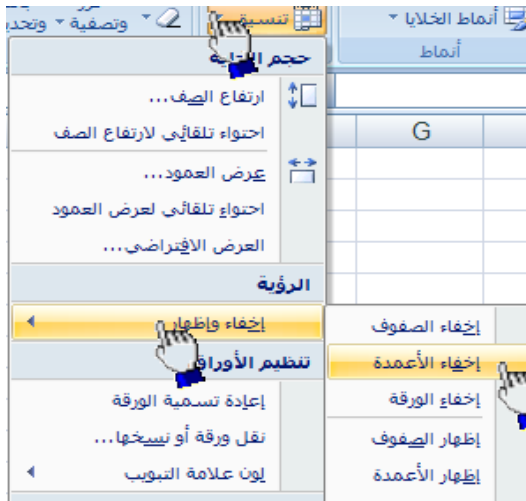 أنماط الخلايا
تنسيق
وتصفية وتحديد
أنماط
حجم الخلية
ارتفاع الصف...
احتواء تلقائي لارتفاع الصف
G
عرض العمود...
احتواء تلقائي لعرض العمود
العرض الافتراضي...
الرؤية
إخفاء وإظهار
إخفاء الصفوف
تنظيم الأوراق
إخفاء الأعمدة
إعادة تسمية الورقة
إخفاء الورقة
نقل ورقة أو نسخها...
إظهار الصفوف
لون علامة التبويب
إظهار الأعمدة